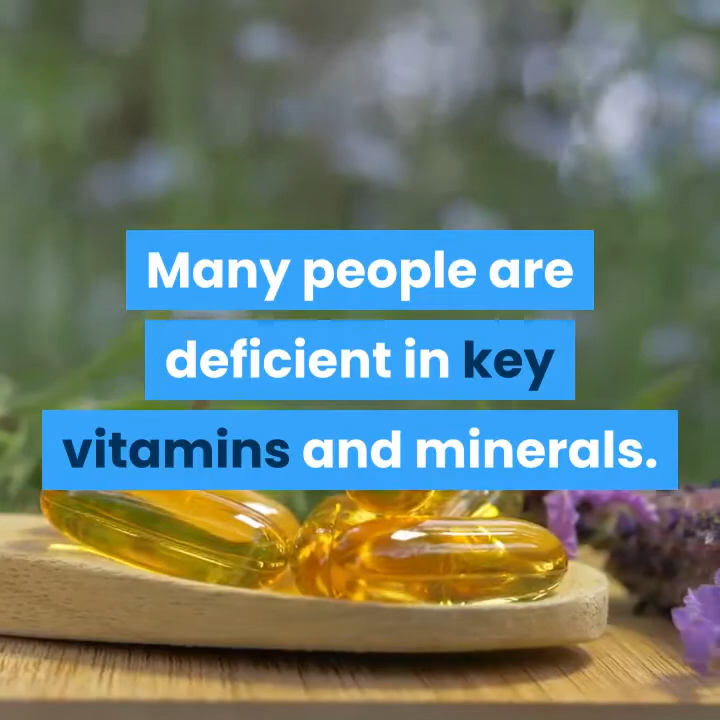 Many people are
deficient in key
vitamins and minerals.